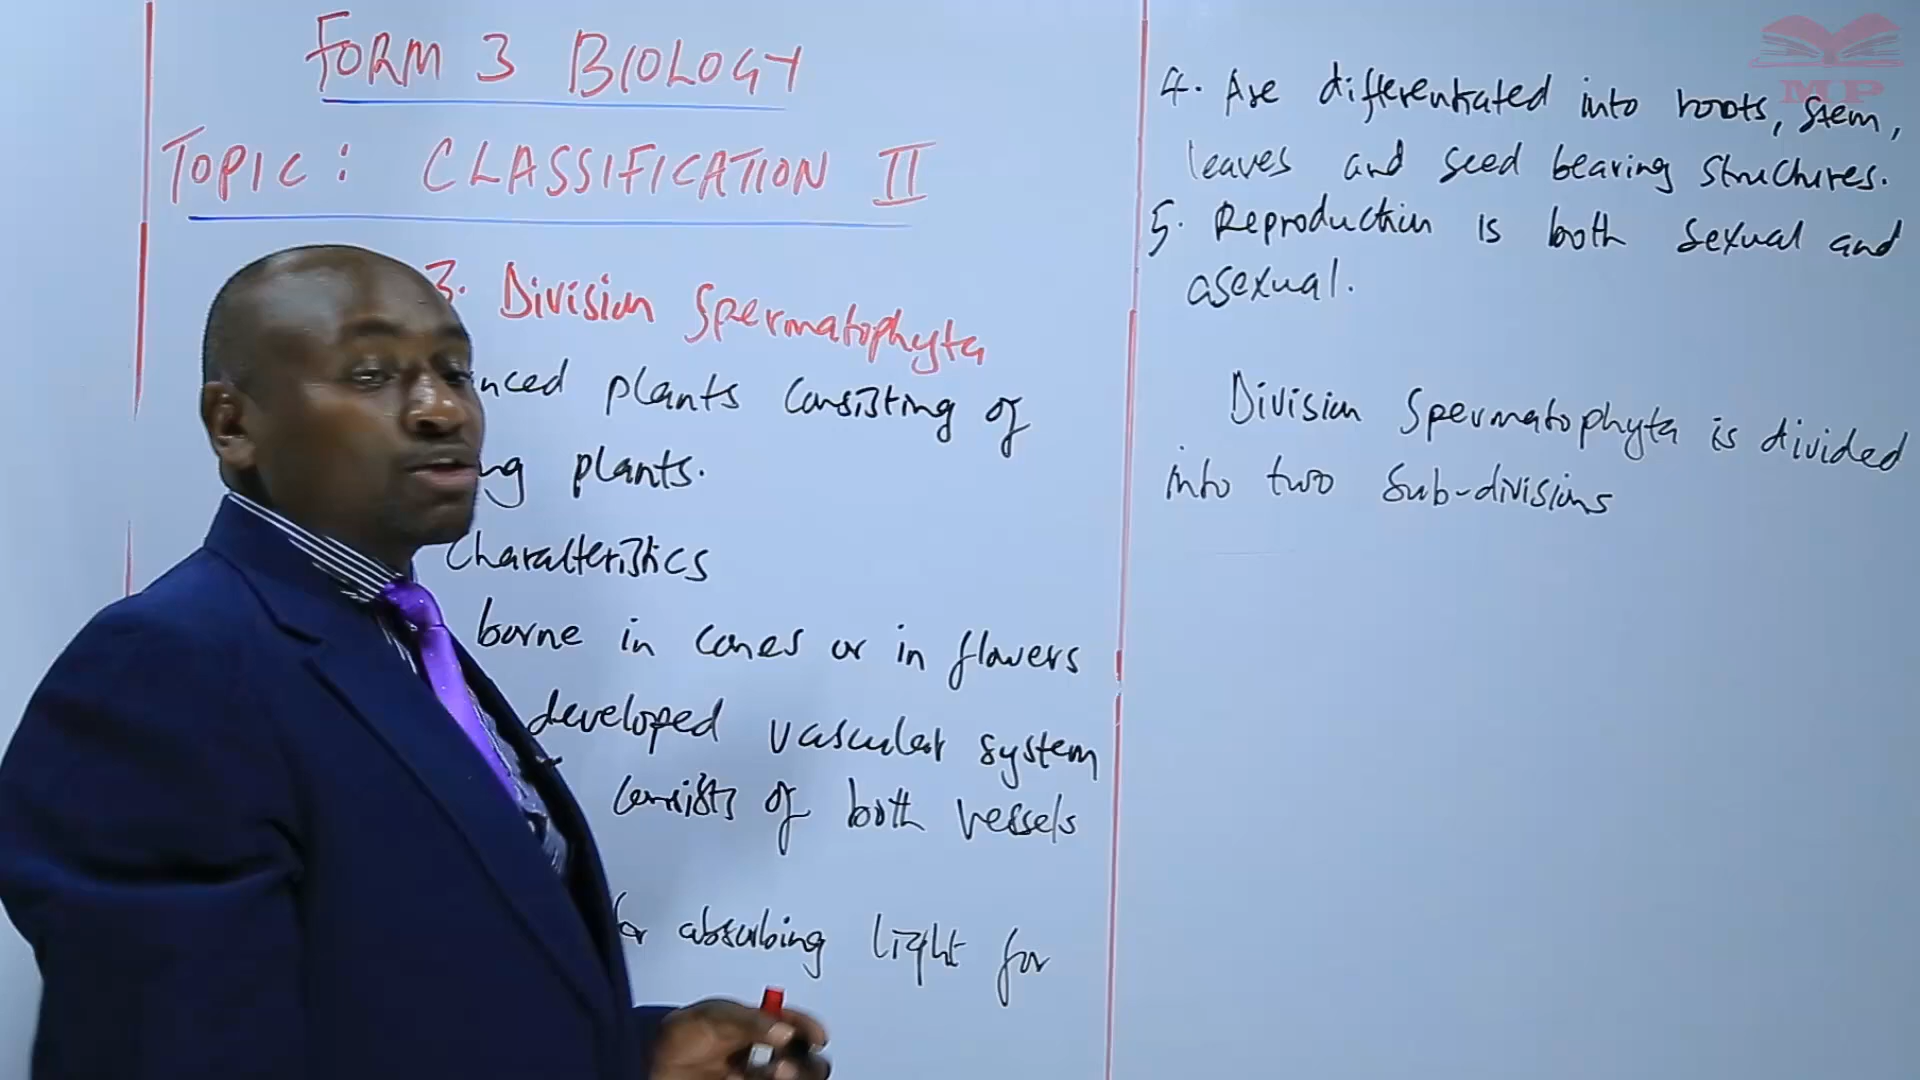 FORM 3 BIOLOGY
TOPIC: CLASSIFICATION II
3. Division Spermatophyta
nced plants consisting of
ng plants.
Characteristics
borne in cones or in flowers
developed vascular system
consists of both vessels
for absorbing light for
4. Are differentiated into roots, stem,
leaves and seed bearing structures.
5. Reproduction is both sexual and
asexual.
Division Spermatophyta is divided
into two sub-divisions
MP